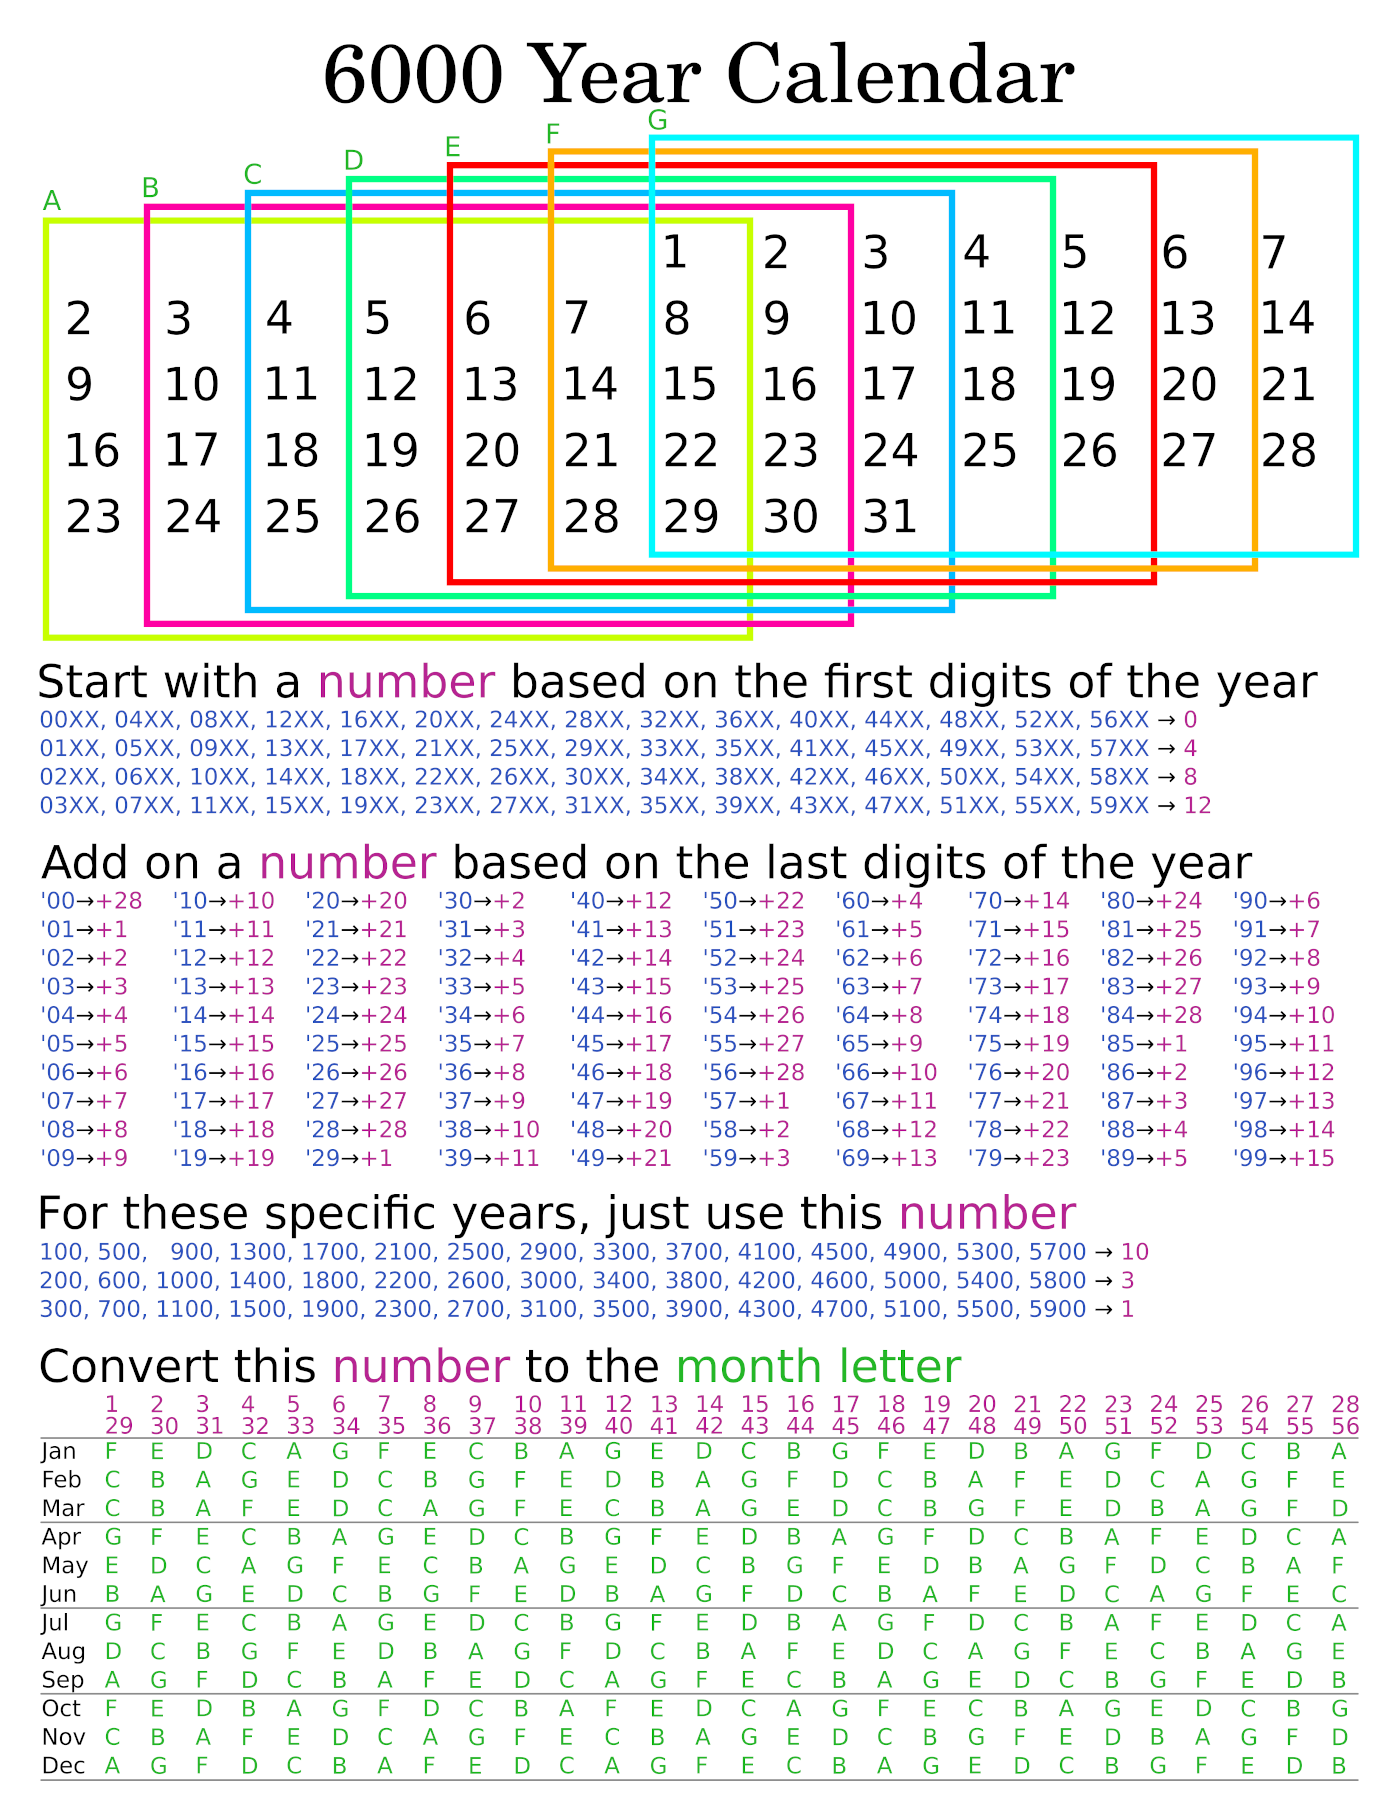 6000 Year Calendar
G
F
E
D
C
B
A
1 2 3 4 5 6 7
2 3 4 5 6 7 8 9 10 11 12 13 14
9 10 11 12 13 14 15 16 17 18 19 20 21
16 17 18 19 20 21 22 23 24 25 26 27 28
23 24 25 26 27 28 29 30 31
Start with a number based on the first digits of the year
00XX, 04XX, 08XX, 12XX, 16XX, 20XX, 24XX, 28XX, 32XX, 36XX, 40XX, 44XX, 48XX, 52XX, 56XX → 0
01XX, 05XX, 09XX, 13XX, 17XX, 21XX, 25XX, 29XX, 33XX, 35XX, 41XX, 45XX, 49XX, 53XX, 57XX → 4
02XX, 06XX, 10XX, 14XX, 18XX, 22XX, 26XX, 30XX, 34XX, 38XX, 42XX, 46XX, 50XX, 54XX, 58XX → 8
03XX, 07XX, 11XX, 15XX, 19XX, 23XX, 27XX, 31XX, 35XX, 39XX, 43XX, 47XX, 51XX, 55XX, 59XX → 12
Add on a number based on the last digits of the year
'00→+28 '10→+10 '20→+20 '30→+2 '40→+12 '50→+22 '60→+4 '70→+14 '80→+24 '90→+6
'01→+1 '11→+11 '21→+21 '31→+3 '41→+13 '51→+23 '61→+5 '71→+15 '81→+25 '91→+7
'02→+2 '12→+12 '22→+22 '32→+4 '42→+14 '52→+24 '62→+6 '72→+16 '82→+26 '92→+8
'03→+3 '13→+13 '23→+23 '33→+5 '43→+15 '53→+25 '63→+7 '73→+17 '83→+27 '93→+9
'04→+4 '14→+14 '24→+24 '34→+6 '44→+16 '54→+26 '64→+8 '74→+18 '84→+28 '94→+10
'05→+5 '15→+15 '25→+25 '35→+7 '45→+17 '55→+27 '65→+9 '75→+19 '85→+1 '95→+11
'06→+6 '16→+16 '26→+26 '36→+8 '46→+18 '56→+28 '66→+10 '76→+20 '86→+2 '96→+12
'07→+7 '17→+17 '27→+27 '37→+9 '47→+19 '57→+1 '67→+11 '77→+21 '87→+3 '97→+13
'08→+8 '18→+18 '28→+28 '38→+10 '48→+20 '58→+2 '68→+12 '78→+22 '88→+4 '98→+14
'09→+9 '19→+19 '29→+1 '39→+11 '49→+21 '59→+3 '69→+13 '79→+23 '89→+5 '99→+15
For these specific years, just use this number
100, 500, 900, 1300, 1700, 2100, 2500, 2900, 3300, 3700, 4100, 4500, 4900, 5300, 5700 → 10
200, 600, 1000, 1400, 1800, 2200, 2600, 3000, 3400, 3800, 4200, 4600, 5000, 5400, 5800 → 3
300, 700, 1100, 1500, 1900, 2300, 2700, 3100, 3500, 3900, 4300, 4700, 5100, 5500, 5900 → 1
Convert this number to the month letter
1 2 3 4 5 6 7 8 9 10 11 12 13 14 15 16 17 18 19 20 21 22 23 24 25 26 27 28
29 30 31 32 33 34 35 36 37 38 39 40 41 42 43 44 45 46 47 48 49 50 51 52 53 54 55 56
Jan F E D C A G F E C B A G E D C B G F E D B A G F D C B A
Feb C B A G E D C B G F E D B A G F D C B A F E D C A G F E
Mar C B A F E D C A G F E C B A G E D C B G F E D B A G F D
Apr G F E C B A G E D C B G F E D B A G F D C B A F E D C A
May E D C A G F E C B A G E D C B G F E D B A G F D C B A F
Jun B A G E D C B G F E D B A G F D C B A F E D C A G F E C
Jul G F E C B A G E D C B G F E D B A G F D C B A F E D C A
Aug D C B G F E D B A G F D C B A F E D C A G F E C B A G E
Sep A G F D C B A F E D C A G F E C B A G E D C B G F E D B
Oct F E D B A G F D C B A F E D C A G F E C B A G E D C B G
Nov C B A F E D C A G F E C B A G E D C B G F E D B A G F D
Dec A G F D C B A F E D C A G F E C B A G E D C B G F E D B